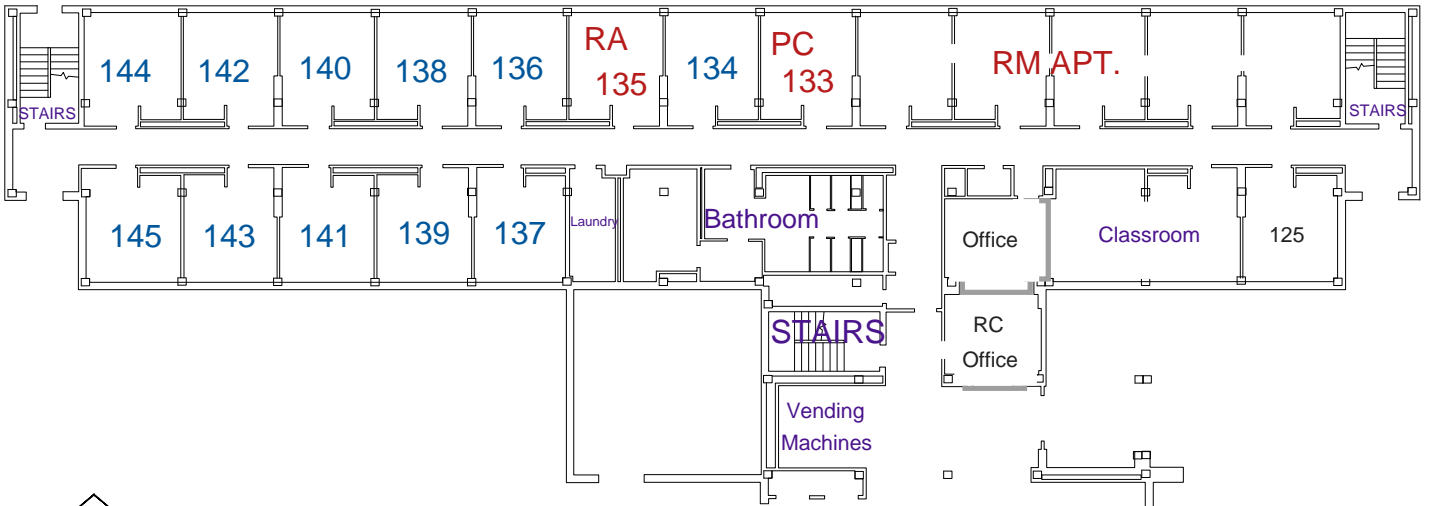 RA
PC
RM APT.
144
142
140
138
136
135
134
133
STAIRS
STAIRS
145
143
141
139
137
Laundry
Bathroom
Office
Classroom
125
STAIRS
RC
Office
Vending
Machines